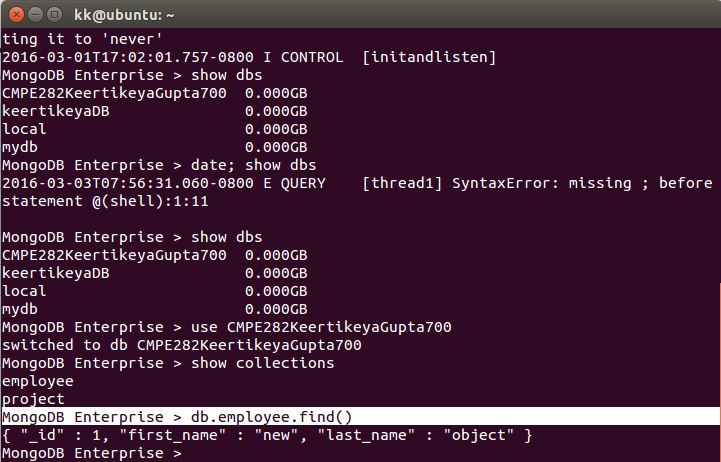 kk@ubuntu: ~
ting it to 'never'
2016-03-01T17:02:01.757-0800 I CONTROL  [initandlisten]
MongoDB Enterprise > show dbs
CMPE282KeertikeyaGupta700  0.000GB
keertikeyaDB               0.000GB
local                      0.000GB
mydb                       0.000GB
MongoDB Enterprise > date; show dbs
2016-03-03T07:56:31.060-0800 E QUERY    [thread1] SyntaxError: missing ; before
statement @(shell):1:11
MongoDB Enterprise > show dbs
CMPE282KeertikeyaGupta700  0.000GB
keertikeyaDB               0.000GB
local                      0.000GB
mydb                       0.000GB
MongoDB Enterprise > use CMPE282KeertikeyaGupta700
switched to db CMPE282KeertikeyaGupta700
MongoDB Enterprise > show collections
employee
project
MongoDB Enterprise > db.employee.find()
{ "_id" : 1, "first_name" : "new", "last_name" : "object" }
MongoDB Enterprise >